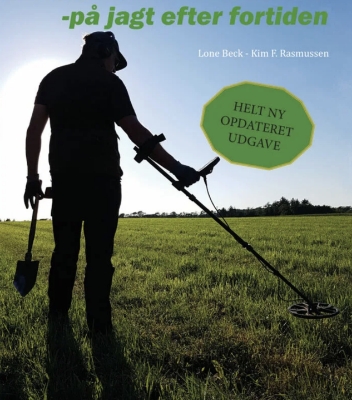 -på jagt efter fortiden
Lone Beck - Kim F. Rasmussen
HELT NY
OPDATERET
UDGAVE